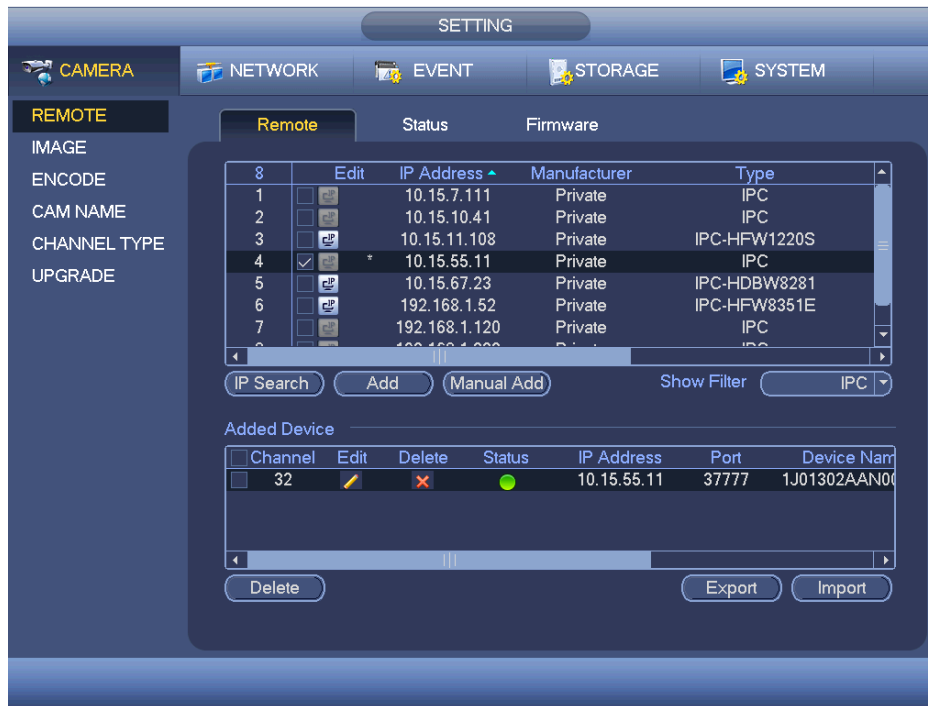 SETTING
CAMERA NETWORK EVENT STORAGE SYSTEM
REMOTE
IMAGE
ENCODE
CAM NAME
CHANNEL TYPE
UPGRADE
Remote Status Firmware
8 Edit IP Address Manufacturer Type
1 10.15.7.111 Private IPC
2 10.15.10.41 Private IPC
3 10.15.11.108 Private IPC-HFW1220S
4 * 10.15.55.11 Private IPC
5 10.15.67.23 Private IPC-HDBW8281
6 192.168.1.52 Private IPC-HFW8351E
7 192.168.1.120 Private IPC
IP Search Add Manual Add Show Filter IPC
Added Device
Channel Edit Delete Status IP Address Port Device Nam
32 10.15.55.11 37777 1J01302AAN00
Delete Export Import